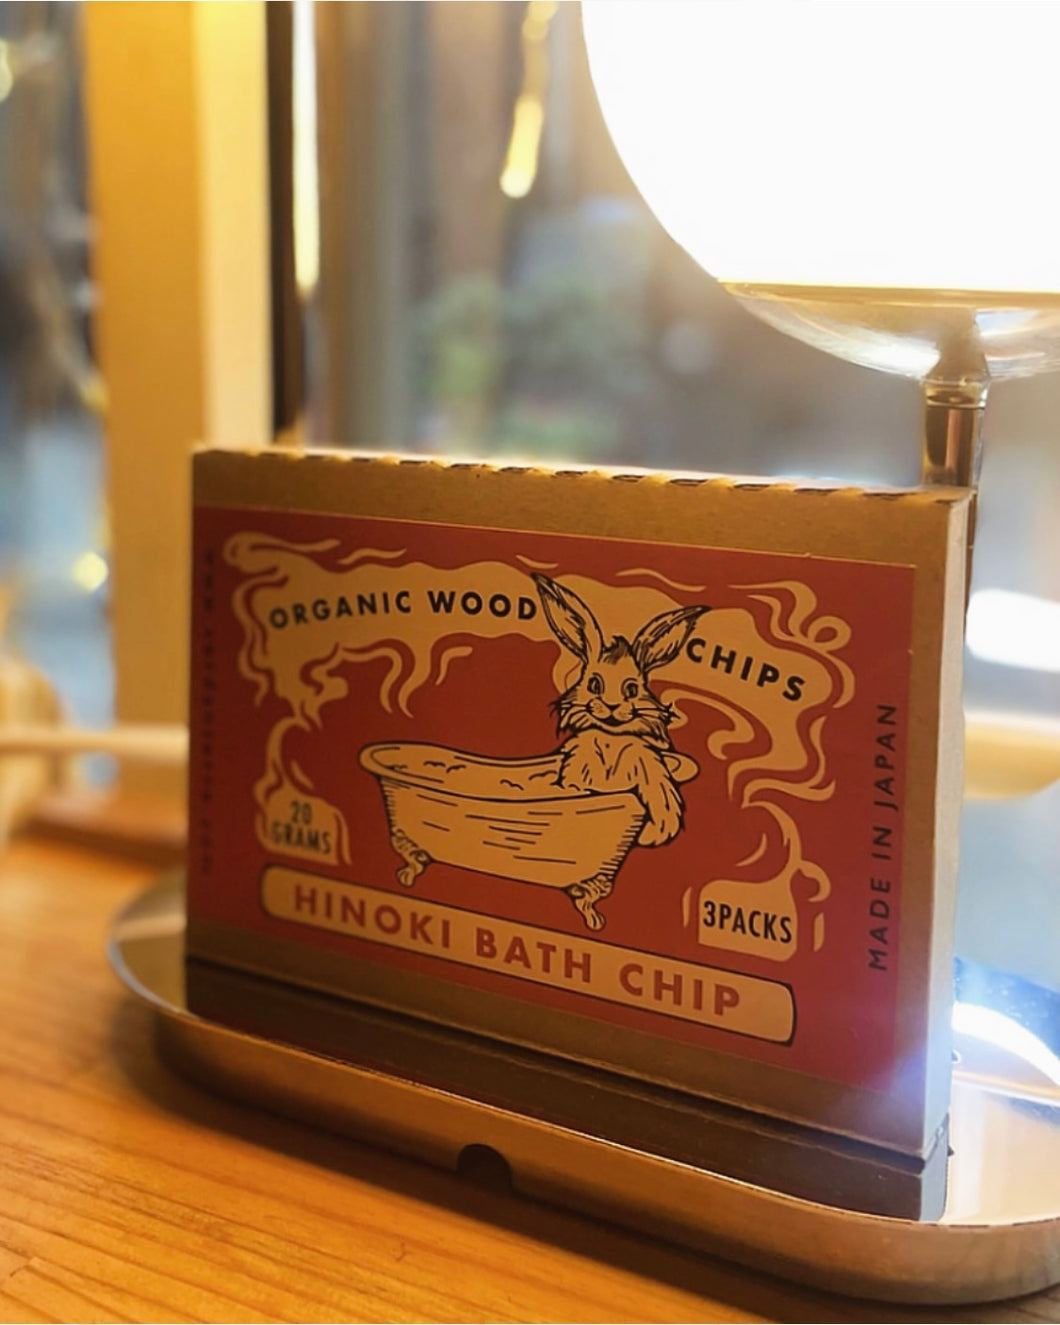 ORGANIC WOOD CHIPS
20
GRAMS
3PACKS
HINOKI BATH CHIP
MADE IN JAPAN